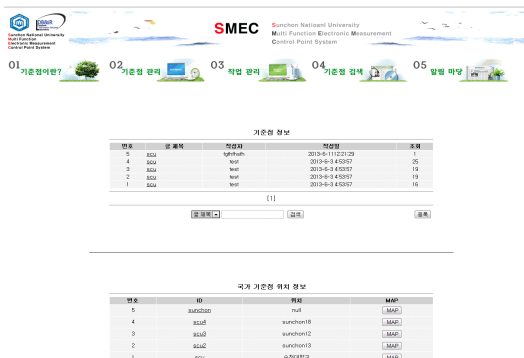 Sunchon National University
Multi Function
Electronic Measurement
Control Point System
SMEC
Sunchon National University
Multi Function Electronic Measurement
Control Point System
01 기준점이란?
02 기준점 관리
03 작업 관리
04 기준점 검색
05 알림 마당
기준점 정보
번호 글 제목 작성자 작성일 조회
5 scu 2013-6-11 12:21:29 1
4 scu test 2013-6-3 4:53:57 25
3 scu test 2013-6-3 4:53:57 19
2 scu test 2013-6-3 4:53:57 19
1 scu test 2013-6-3 4:53:57 16
[1]
글 제목 검색 등록
국가 기준점 위치 정보
번호 ID 위치 MAP
5 sunchon null MAP
4 scu4 sunchon18 MAP
3 scu3 sunchon12 MAP
2 scu2 sunchon13 MAP
1 scu 순천대학교 MAP